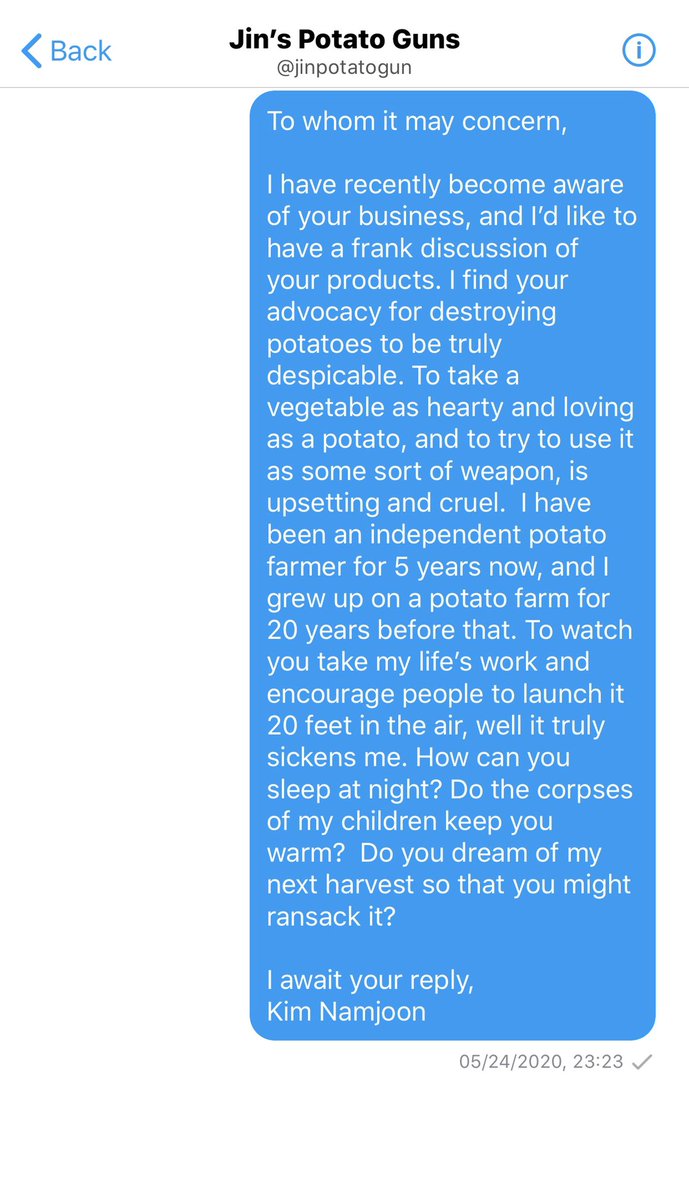 Back
Jin’s Potato Guns
@jinpotatogun
To whom it may concern,
I have recently become aware
of your business, and I’d like to
have a frank discussion of
your products. I find your
advocacy for destroying
potatoes to be truly
despicable. To take a
vegetable as hearty and loving
as a potato, and to try to use it
as some sort of weapon, is
upsetting and cruel.  I have
been an independent potato
farmer for 5 years now, and I
grew up on a potato farm for
20 years before that. To watch
you take my life’s work and
encourage people to launch it
20 feet in the air, well it truly
sickens me. How can you
sleep at night? Do the corpses
of my children keep you
warm?  Do you dream of my
next harvest so that you might
ransack it?
I await your reply,
Kim Namjoon
05/24/2020, 23:23